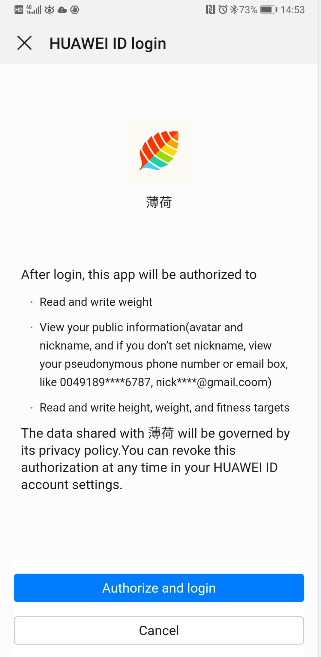 73% 14:53
HUAWEI ID login
薄荷
After login, this app will be authorized to
· Read and write weight
· View your public information(avatar and
nickname, and if you don't set nickname, view
your pseudonymous phone number or email box,
like 0049189****6787, nick****@gmail.coom)
· Read and write height, weight, and fitness targets
The data shared with 薄荷 will be governed by
its privacy policy.You can revoke this
authorization at any time in your HUAWEI ID
account settings.
Authorize and login
Cancel